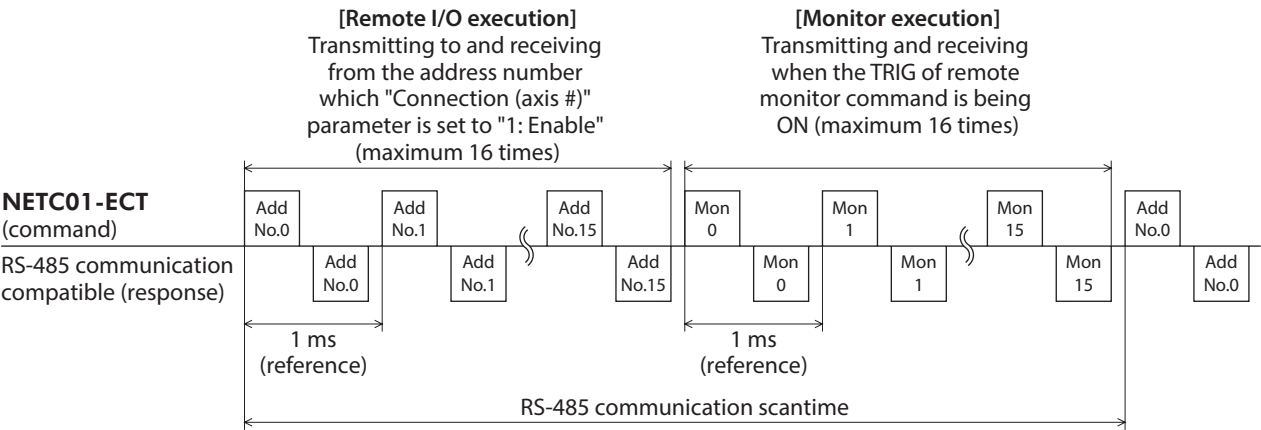 [Remote I/O execution]
Transmitting to and receiving
from the address number
which "Connection (axis #)"
parameter is set to "1: Enable"
(maximum 16 times)
[Monitor execution]
Transmitting and receiving
when the TRIG of remote
monitor command is being
ON (maximum 16 times)
NETC01-ECT
(command)
Add
No.0
Add
No.1
Add
No.15
Mon
0
Mon
1
Mon
15
Add
No.0
RS-485 communication
compatible (response)
Add
No.0
Add
No.1
Add
No.15
Mon
0
Mon
1
Mon
15
Add
No.0
1 ms
(reference)
1 ms
(reference)
RS-485 communication scantime